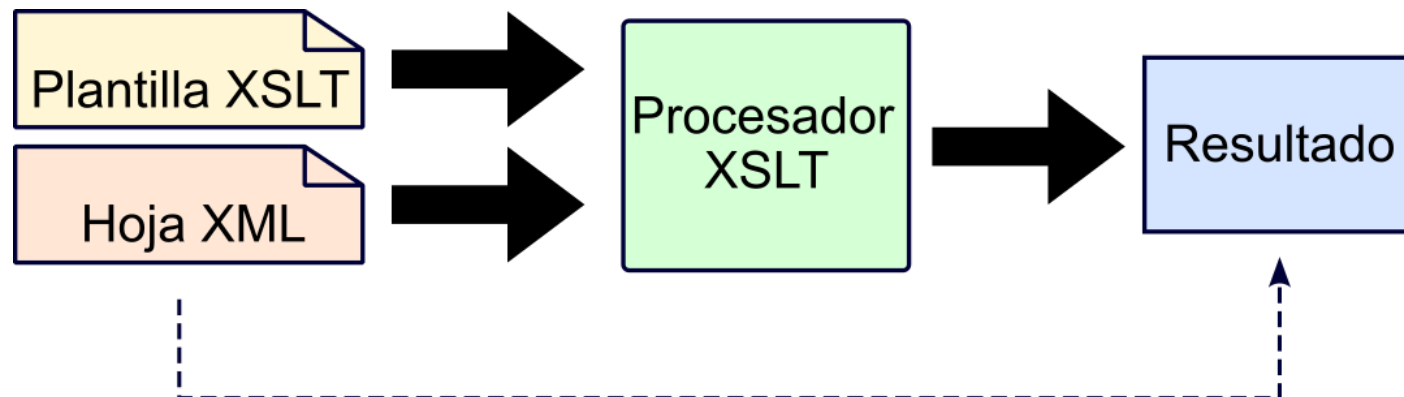 Plantilla XSLT
Hoja XML
Procesador
XSLT
Resultado